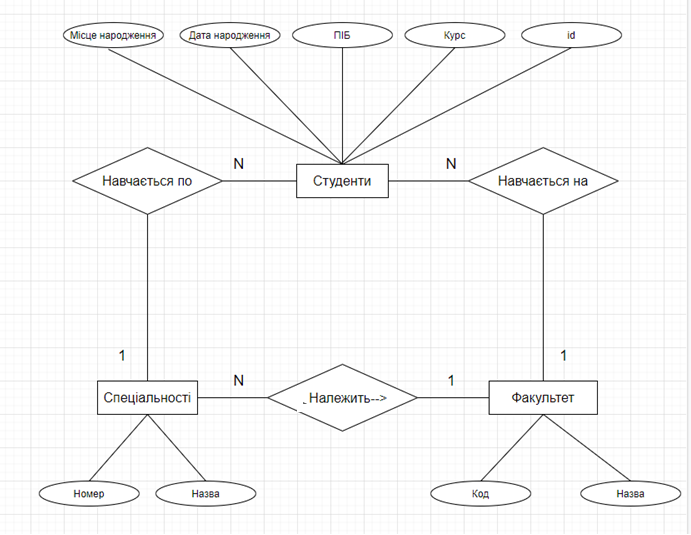 Місце народження
Дата народження
ПІБ
Курс
id
Навчається по
N
Студенти
N
Навчається на
1
1
Спеціальності
N
_ Належить-->
1
Факультет
Номер
Назва
Код
Назва